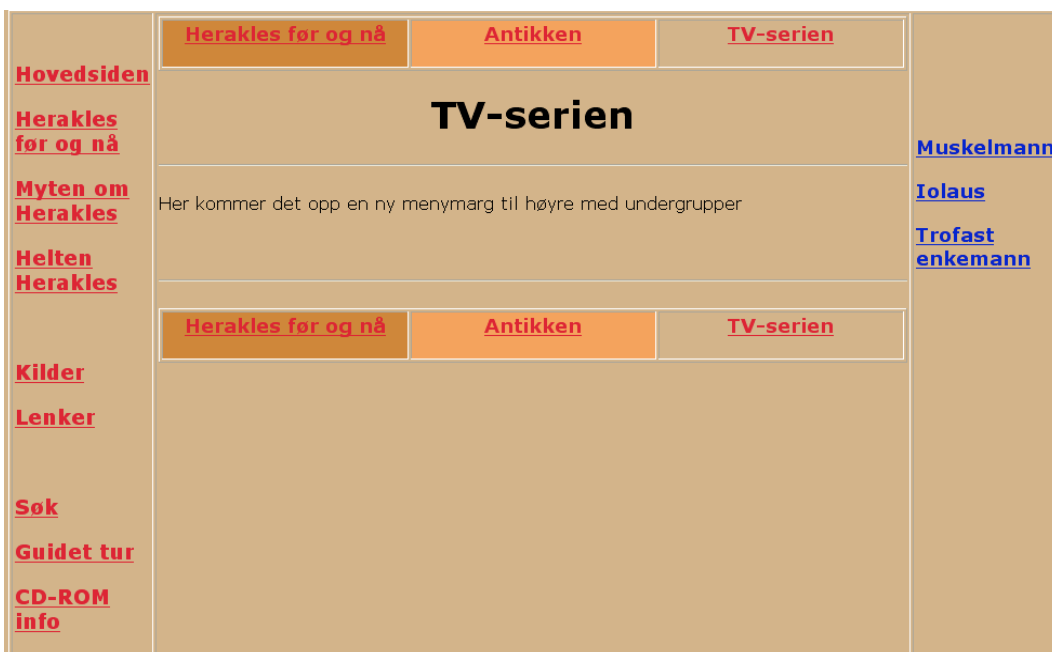 Hovedsiden
Herakles
før og nå
Myten om
Herakles
Helten
Herakles
Kilder
Lenker
Søk
Guidet tur
CD-ROM
info
Herakles før og nå
Antikken
TV-serien
TV-serien
Her kommer det opp en ny menymarg til høyre med undergrupper
Herakles før og nå
Antikken
TV-serien
Muskelmann
Iolaus
Trofast
enkemann